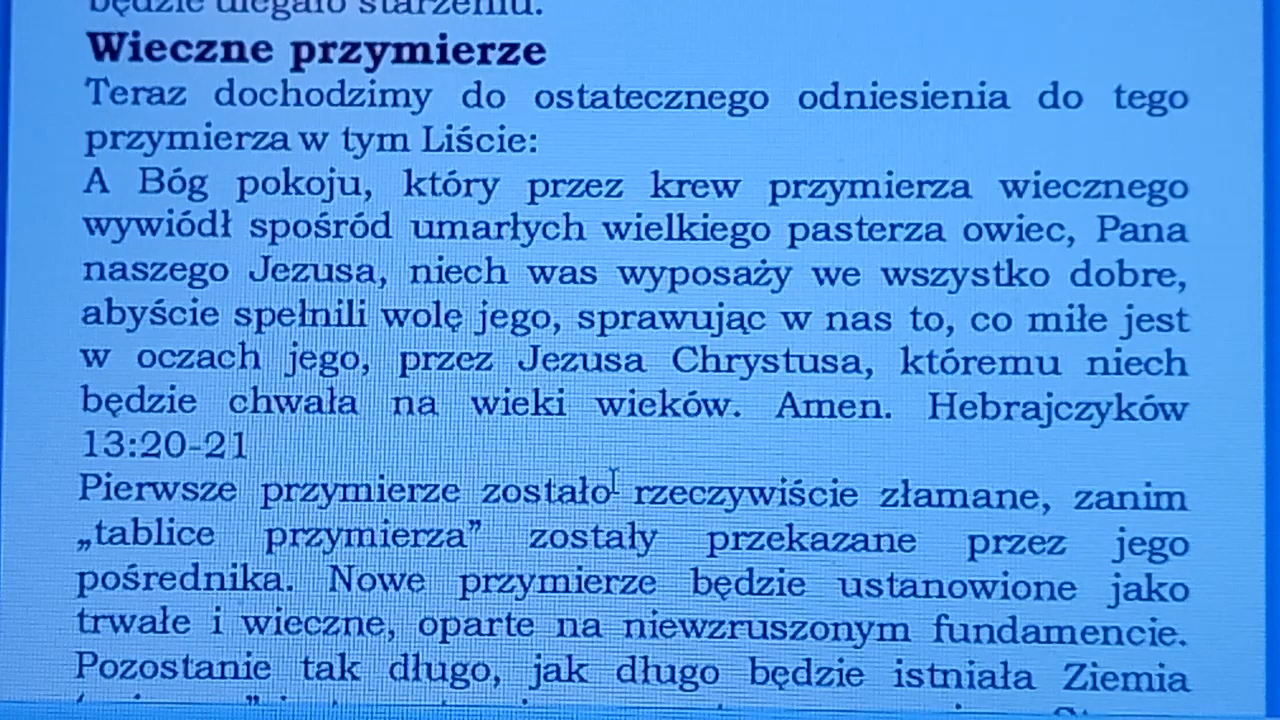 będzie ulegało starzeniu.
Wieczne przymierze
Teraz dochodzimy do ostatecznego odniesienia do tego
przymierza w tym Liście:
A Bóg pokoju, który przez krew przymierza wiecznego
wywiódł spośród umarłych wielkiego pasterza owiec, Pana
naszego Jezusa, niech was wyposaży we wszystko dobre,
abyście spełnili wolę jego, sprawując w nas to, co miłe jest
w oczach jego, przez Jezusa Chrystusa, któremu niech
będzie chwała na wieki wieków. Amen. Hebrajczyków
13:20-21
Pierwsze przymierze zostało rzeczywiście złamane, zanim
„tablice przymierza” zostały przekazane przez jego
pośrednika. Nowe przymierze będzie ustanowione jako
trwałe i wieczne, oparte na niewzruszonym fundamencie.
Pozostanie tak długo, jak długo będzie istniała Ziemia